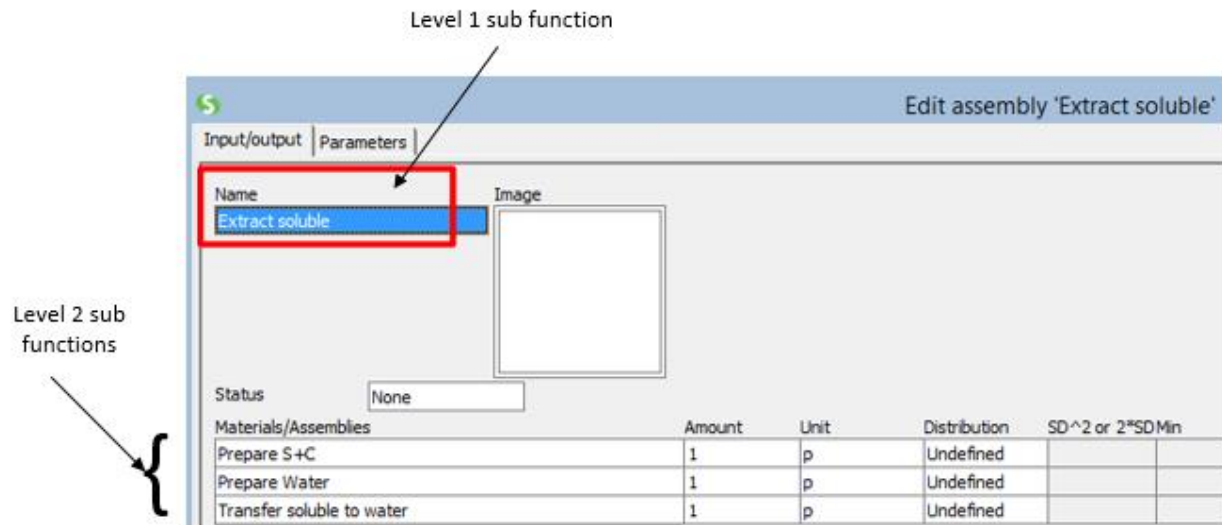 Level 1 sub function
S
Edit assembly 'Extract soluble'
Input/output Parameters
Name Image
Extract soluble
Level 2 sub
functions
Status None
Materials/Assemblies Amount Unit Distribution SD^2 or 2*SD Min
Prepare S+C 1 p Undefined
Prepare Water 1 p Undefined
Transfer soluble to water 1 p Undefined